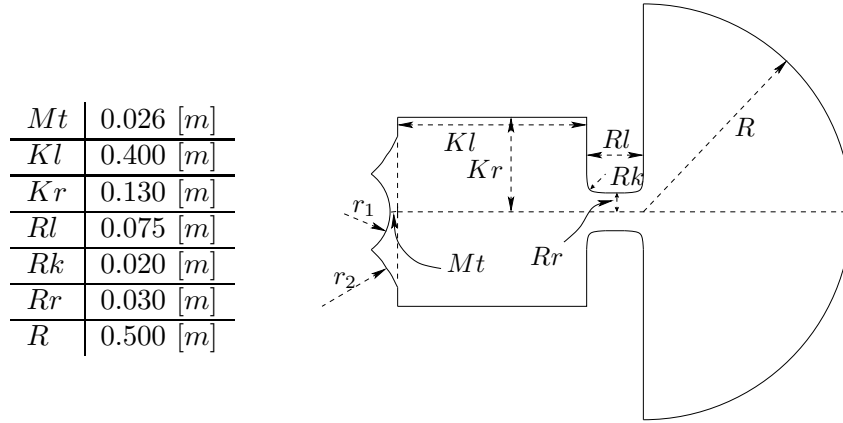 Mt 0.026 [m]
Kl 0.400 [m]
Kr 0.130 [m]
Rl 0.075 [m]
Rk 0.020 [m]
Rr 0.030 [m]
R 0.500 [m]
Kl
Rl
R
Kr
Rk
r1
Mt
Rr
r2